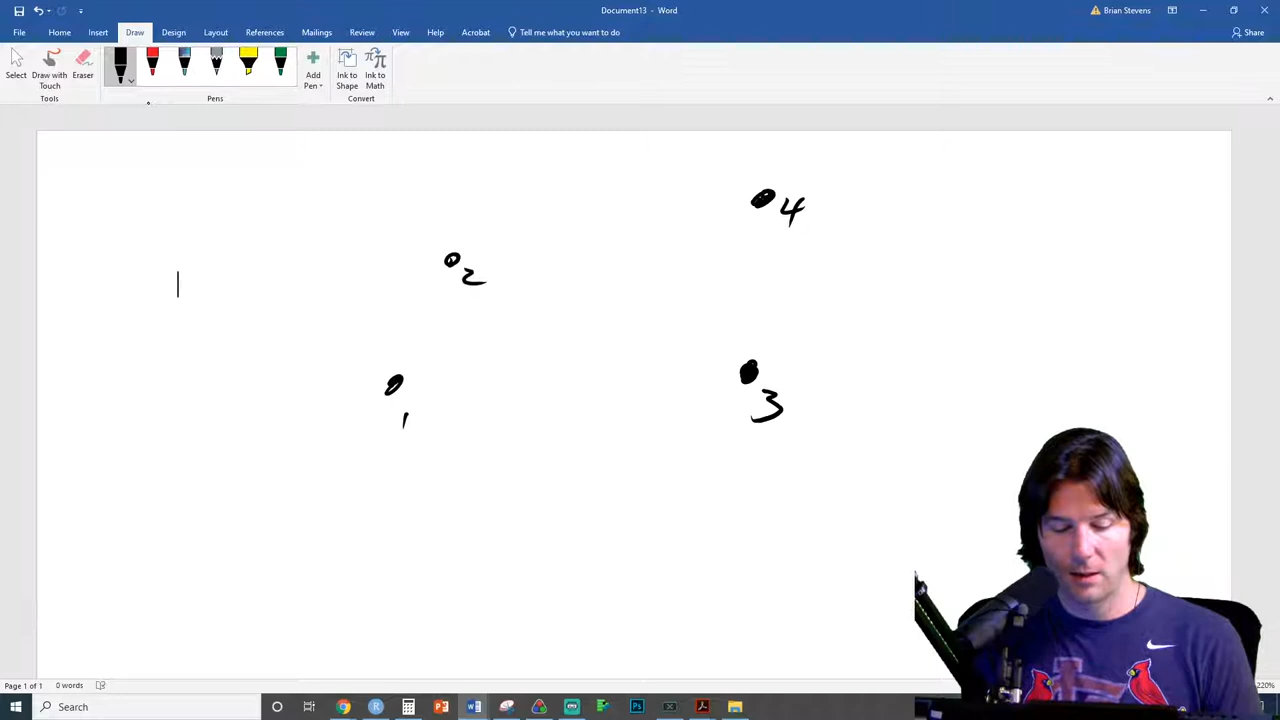 Document13 - Word
Brian Stevens
File Home Insert Draw Design Layout References Mailings Review View Help Acrobat Tell me what you want to do Share
Select Draw with Touch Eraser Add Pen Ink to Shape Ink to Math
Tools Pens Convert
4
2
1
3
Page 1 of 1 0 words 220%
Search